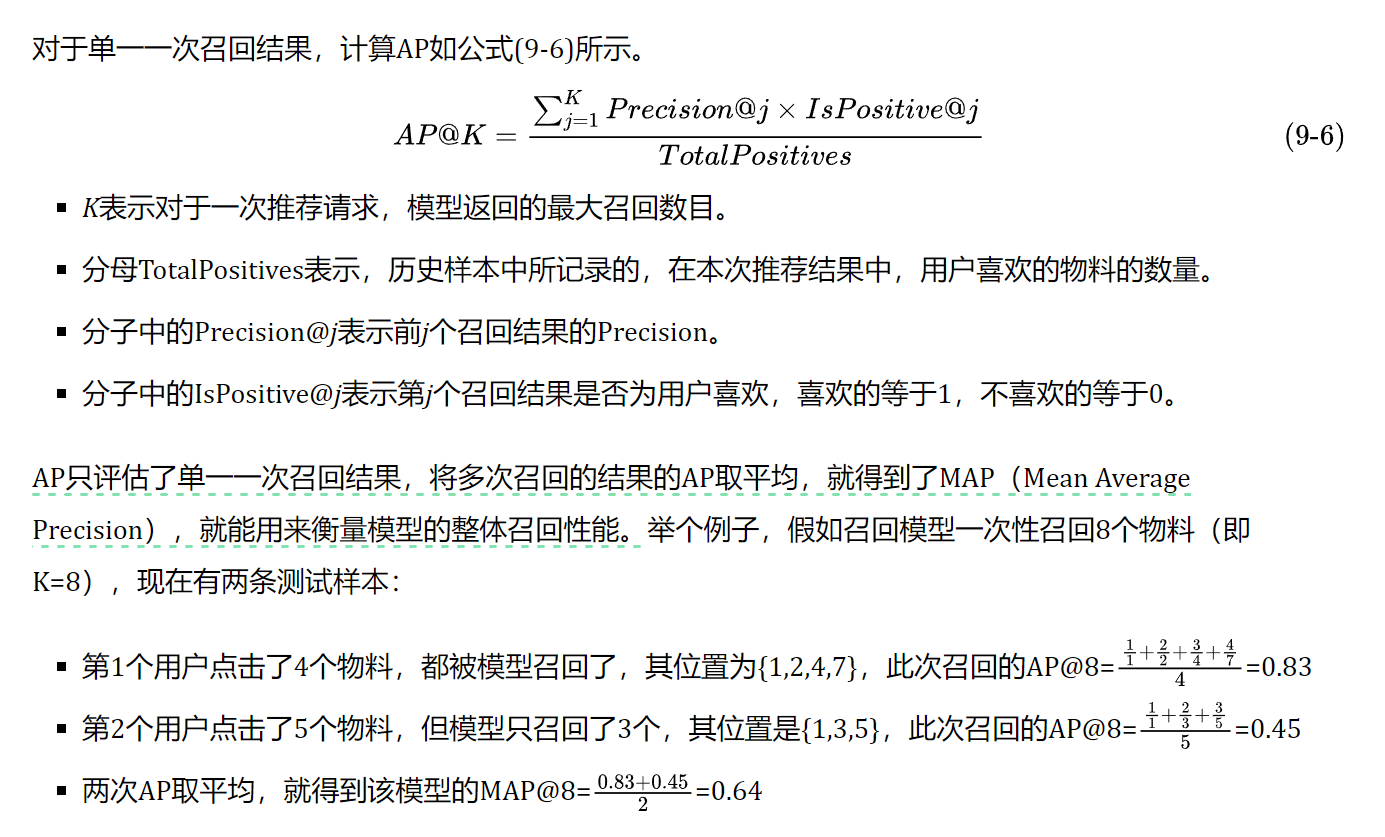 对于单一一次召回结果，计算AP如公式(9-6)所示。
AP@K = \frac{\sum_{j=1}^{K} Precision@j × IsPositive@j}{TotalPositives} (9-6)
▪ K表示对于一次推荐请求，模型返回的最大召回数目。
▪ 分母TotalPositives表示，历史样本中所记录的，在本次推荐结果中，用户喜欢的物料的数量。
▪ 分子中的Precision@j表示前j个召回结果的Precision。
▪ 分子中的IsPositive@j表示第j个召回结果是否为用户喜欢，喜欢的等于1，不喜欢的等于0。
AP只评估了单一一次召回结果，将多次召回的结果的AP取平均，就得到了MAP（Mean Average
Precision），就能用来衡量模型的整体召回性能。举个例子，假如召回模型一次性召回8个物料（即
K=8），现在有两条测试样本：
▪ 第1个用户点击了4个物料，都被模型召回了，其位置为{1,2,4,7}，此次召回的AP@8=\frac{\frac{1}{1}+\frac{2}{2}+\frac{3}{4}+\frac{4}{7}}{4}=0.83
▪ 第2个用户点击了5个物料，但模型只召回了3个，其位置是{1,3,5}，此次召回的AP@8=\frac{\frac{1}{1}+\frac{2}{3}+\frac{3}{5}}{5}=0.45
▪ 两次AP取平均，就得到该模型的MAP@8=\frac{0.83+0.45}{2}=0.64